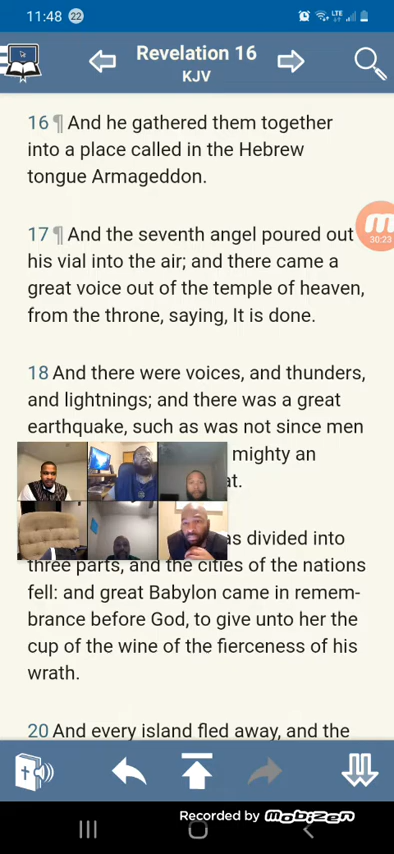 11:48 22 LTE
Revelation 16
KJV
16 ¶ And he gathered them together
into a place called in the Hebrew
tongue Armageddon.
30:23
17 ¶ And the seventh angel poured out
his vial into the air; and there came a
great voice out of the temple of heaven,
from the throne, saying, It is done.
18 And there were voices, and thunders,
and lightnings; and there was a great
earthquake, such as was not since men
mighty an
at.
as divided into
three parts, and the cities of the nations
fell: and great Babylon came in remem-
brance before God, to give unto her the
cup of the wine of the fierceness of his
wrath.
20 And every island fled away, and the
Recorded by mobizen